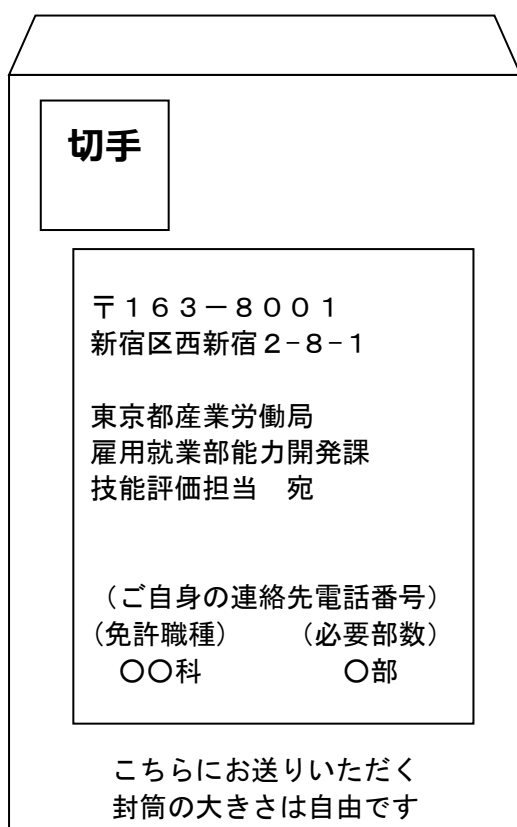 切手
〒１６３－８００１
新宿区西新宿２−８−１
東京都産業労働局
雇用就業部能力開発課
技能評価担当　宛
（ご自身の連絡先電話番号）
（免許職種）　　（必要部数）
〇〇科　　〇部
こちらにお送りいただく
封筒の大きさは自由です